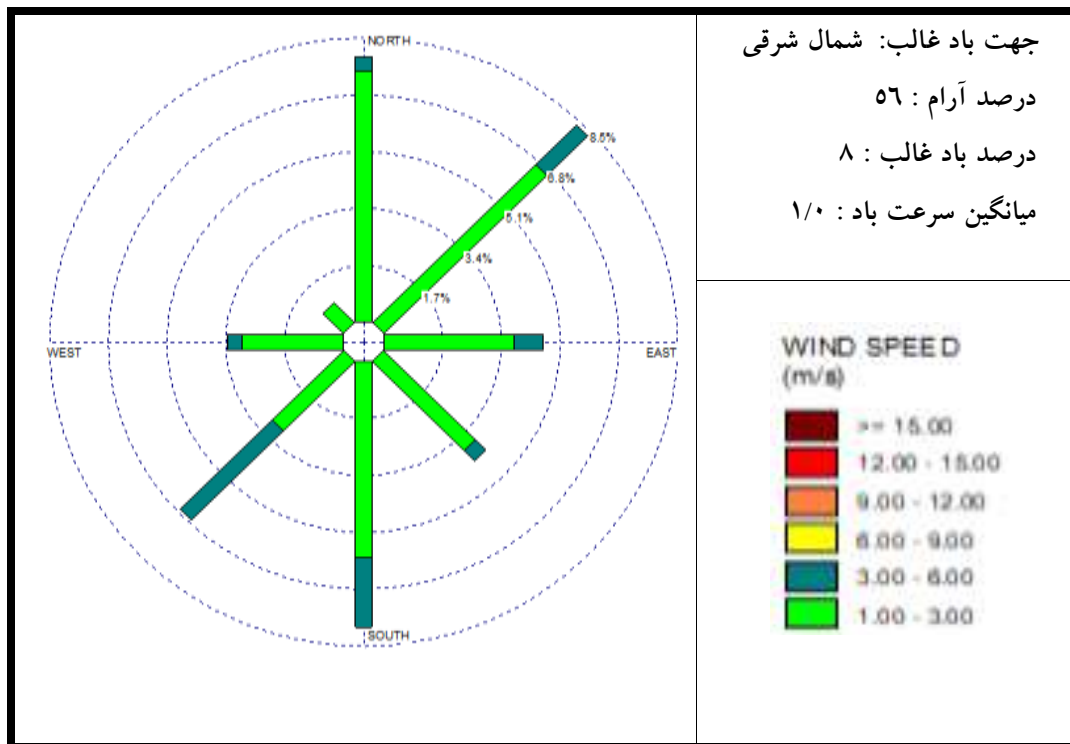 جهت باد غالب: شمال شرقی
درصد آرام : ٥٦
درصد باد غالب : ٨
میانگین سرعت باد : ١/٠
NORTH
8.5%
6.8%
5.1%
3.4%
1.7%
WEST
EAST
SOUTH
WIND SPEED
(m/s)
>= 15.00
12.00 - 15.00
9.00 - 12.00
6.00 - 9.00
3.00 - 6.00
1.00 - 3.00